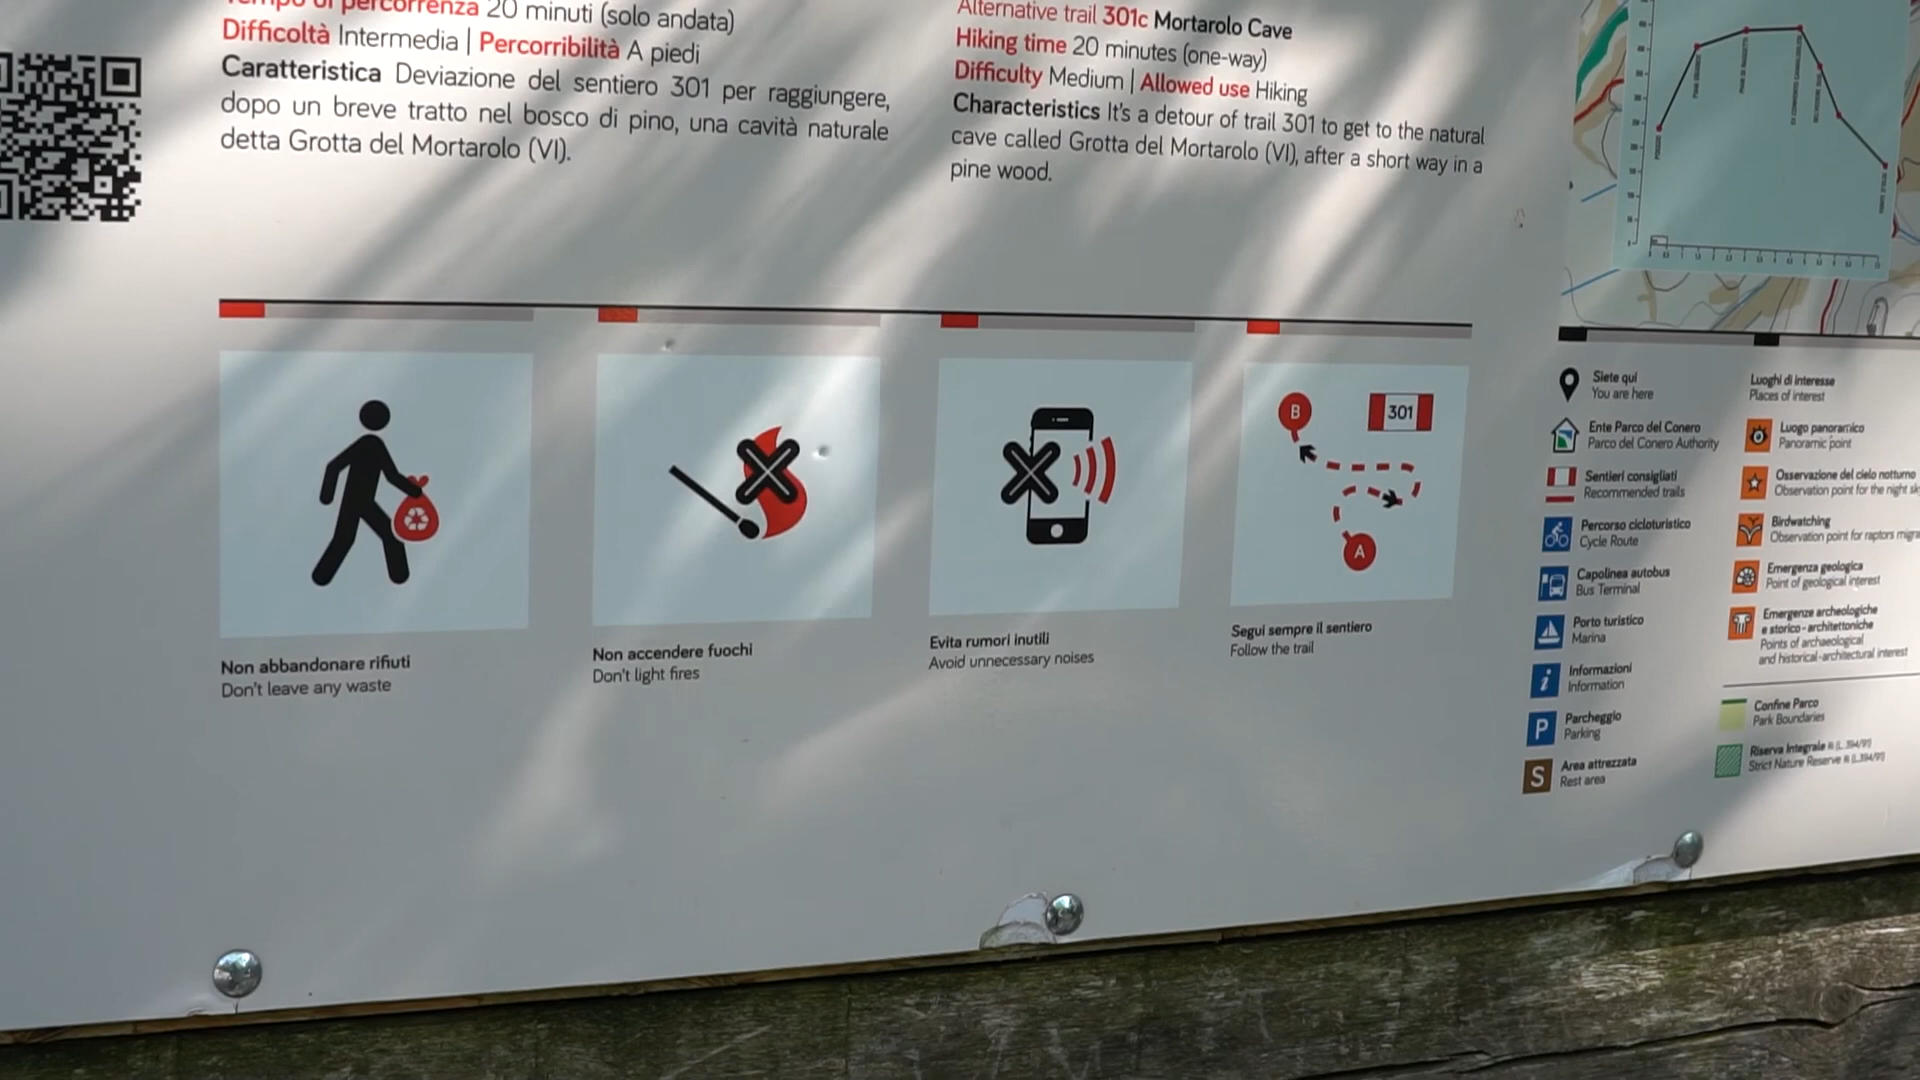 Tempo di percorrenza 20 minuti (solo andata)
Difficoltà Intermedia | Percorribilità A piedi
Caratteristica Deviazione del sentiero 301 per raggiungere,
dopo un breve tratto nel bosco di pino, una cavità naturale
detta Grotta del Mortarolo (VI).
Alternative trail 301c Mortarolo Cave
Hiking time 20 minutes (one-way)
Difficulty Medium | Allowed use Hiking
Characteristics It's a detour of trail 301 to get to the natural
cave called Grotta del Mortarolo (VI), after a short way in a
pine wood.
B
301
A
Non abbandonare rifiuti
Don't leave any waste
Non accendere fuochi
Don't light fires
Evita rumori inutili
Avoid unnecessary noises
Segui sempre il sentiero
Follow the trail
Siete qui
You are here
Ente Parco del Conero
Parco del Conero Authority
Sentieri consigliati
Recommended trails
Percorso cicloturistico
Cycle Route
Capolinea autobus
Bus Terminal
Porto turistico
Marina
i
Informazioni
Information
P
Parcheggio
Parking
S
Area attrezzata
Rest area
Luoghi di interesse
Places of interest
Luogo panoramico
Panoramic point
Osservazione del cielo notturno
Observation point for the night
Birdwatching
Observation point for raptors
Emergenza geologica
Point of geological interest
Emergenze archeologiche
e storico-architettoniche
Points of archaeological
and historical-architectural interest
Confine Parco
Park Boundaries
Riserva Integrale
Strict Nature Reserve